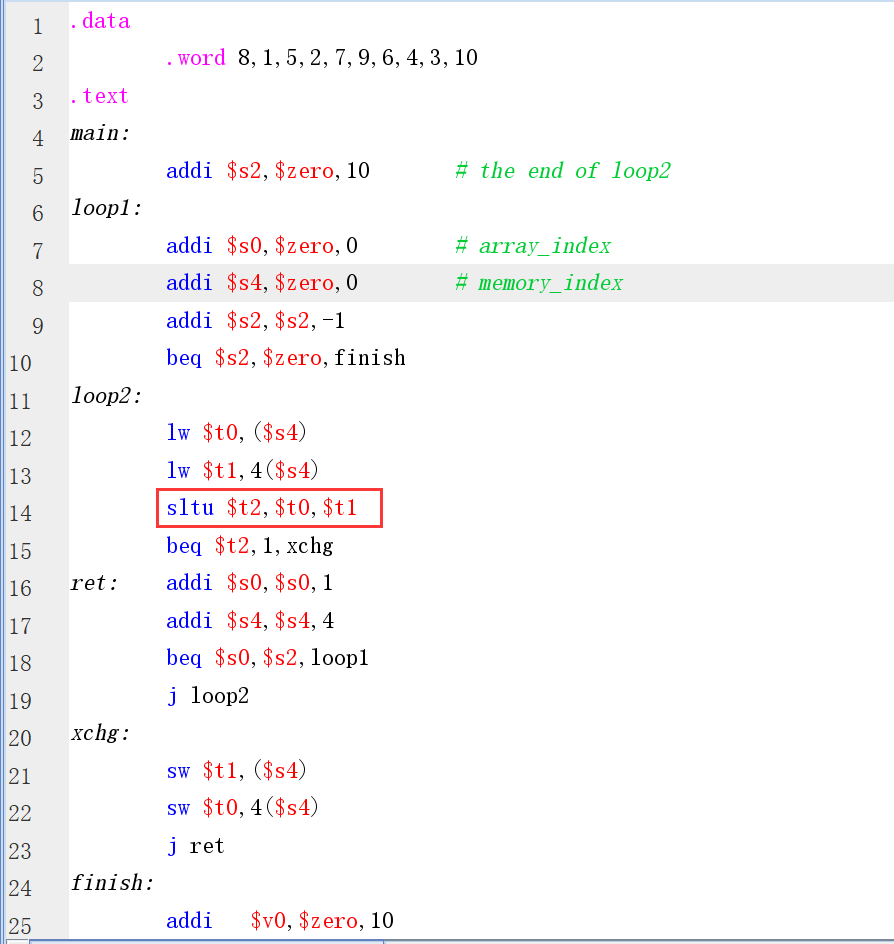 1 .data
2 .word 8,1,5,2,7,9,6,4,3,10
3 .text
4 main:
5 addi $s2,$zero,10 # the end of loop2
6 loop1:
7 addi $s0,$zero,0 # array_index
8 addi $s4,$zero,0 # memory_index
9 addi $s2,$s2,-1
10 beq $s2,$zero,finish
11 loop2:
12 lw $t0,($s4)
13 lw $t1,4($s4)
14 sltu $t2,$t0,$t1
15 beq $t2,1,xchg
16 ret: addi $s0,$s0,1
17 addi $s4,$s4,4
18 beq $s0,$s2,loop1
19 j loop2
20 xchg:
21 sw $t1,($s4)
22 sw $t0,4($s4)
23 j ret
24 finish:
25 addi $v0,$zero,10